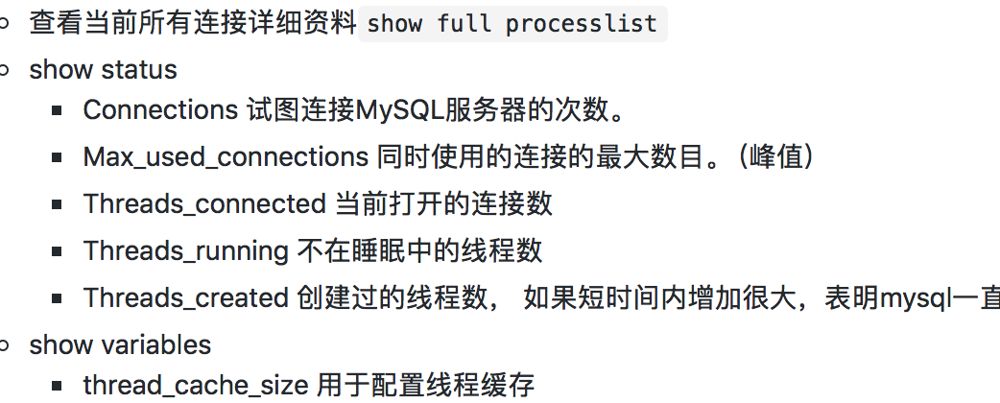 查看当前所有连接详细资料 show full processlist
show status
Connections 试图连接MySQL服务器的次数。
Max_used_connections 同时使用的连接的最大数目。（峰值）
Threads_connected 当前打开的连接数
Threads_running 不在睡眠中的线程数
Threads_created 创建过的线程数， 如果短时间内增加很大，表明mysql一直
show variables
thread_cache_size 用于配置线程缓存